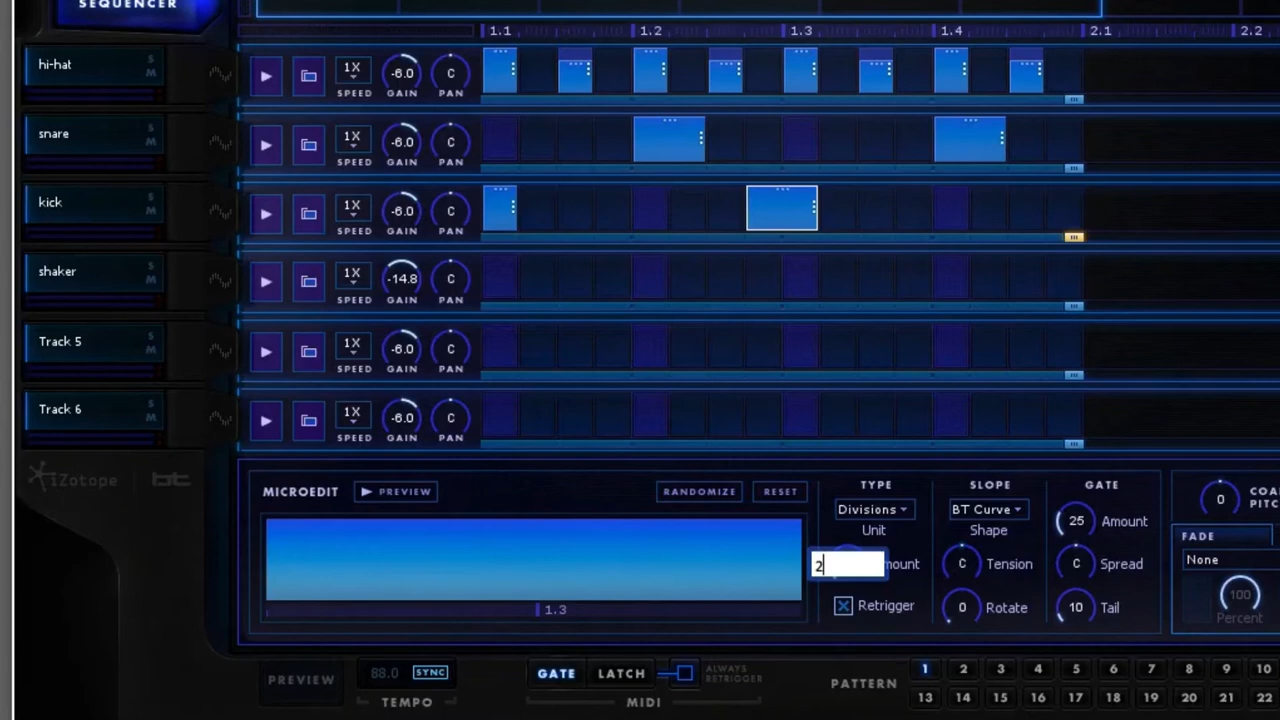 SEQUENCER
1.1 1.2 1.3 1.4 2.1 2.2
hi-hat S M 1X SPEED -6.0 GAIN C PAN
snare S M 1X SPEED -6.0 GAIN C PAN
kick S M 1X SPEED -6.0 GAIN C PAN
shaker S M 1X SPEED -14.8 GAIN C PAN
Track 5 S M 1X SPEED -6.0 GAIN C PAN
Track 6 S M 1X SPEED -6.0 GAIN C PAN
iZotope bt
MICROEDIT PREVIEW RANDOMIZE RESET
1.3
TYPE
Divisions
Unit
2 mount
Retrigger
SLOPE
BT Curve
Shape
C Tension
0 Rotate
GATE
25 Amount
C Spread
10 Tail
0 COA
PITC
FADE
None
100
Percent
PREVIEW
88.0 SYNC
TEMPO
GATE LATCH ALWAYS RETRIGGER
MIDI
PATTERN
1 2 3 4 5 6 7 8 9 10
13 14 15 16 17 18 19 20 21 22